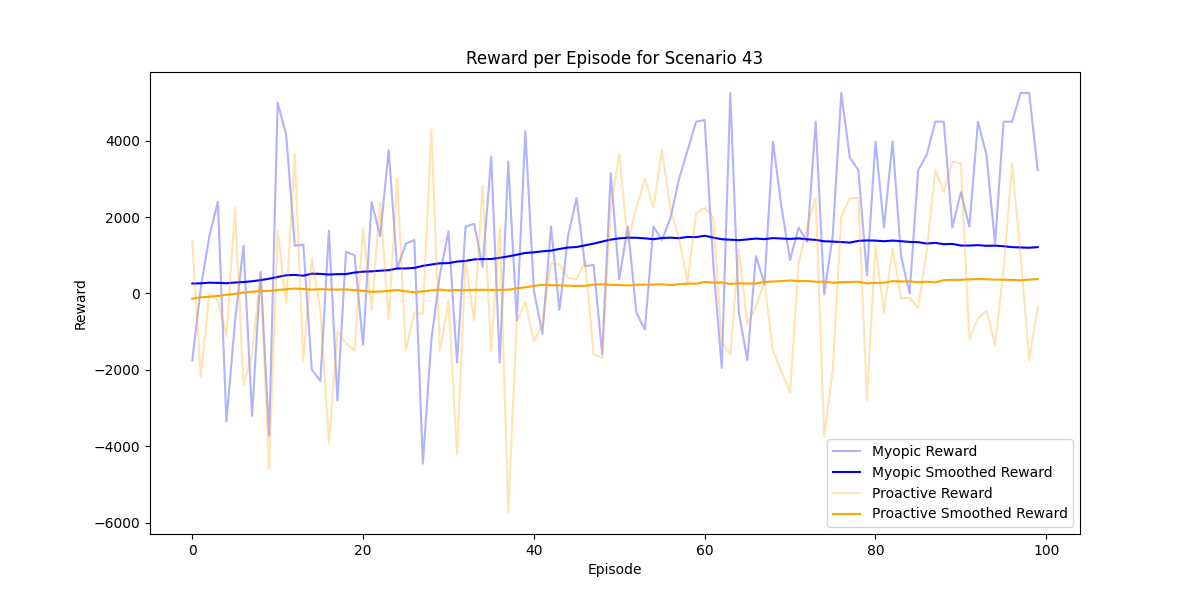 Reward per Episode for Scenario 43
Reward
4000
2000
0
−2000
−4000
−6000
0 20 40 60 80 100
Episode
Myopic Reward
Myopic Smoothed Reward
Proactive Reward
Proactive Smoothed Reward